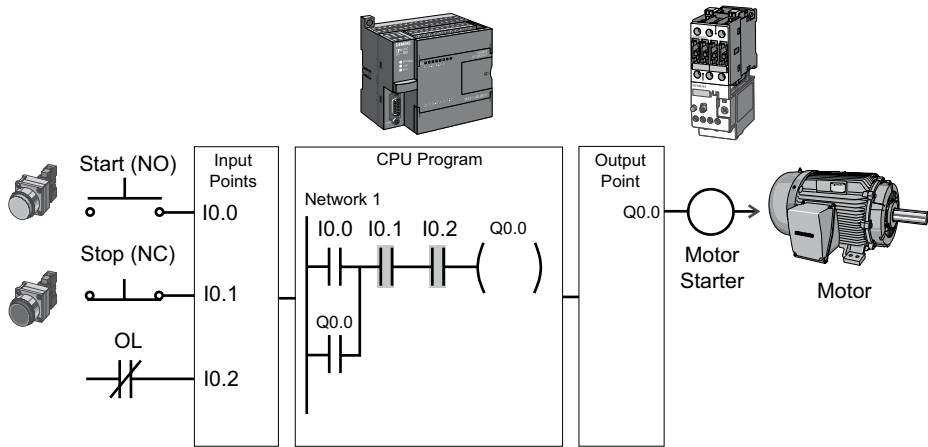 Start (NO)
Input
Points
I0.0
Stop (NC)
I0.1
OL
I0.2
CPU Program
Network 1
I0.0 I0.1 I0.2 Q0.0
Q0.0
Output
Point
Q0.0
Motor
Starter
Motor
SIEMENS